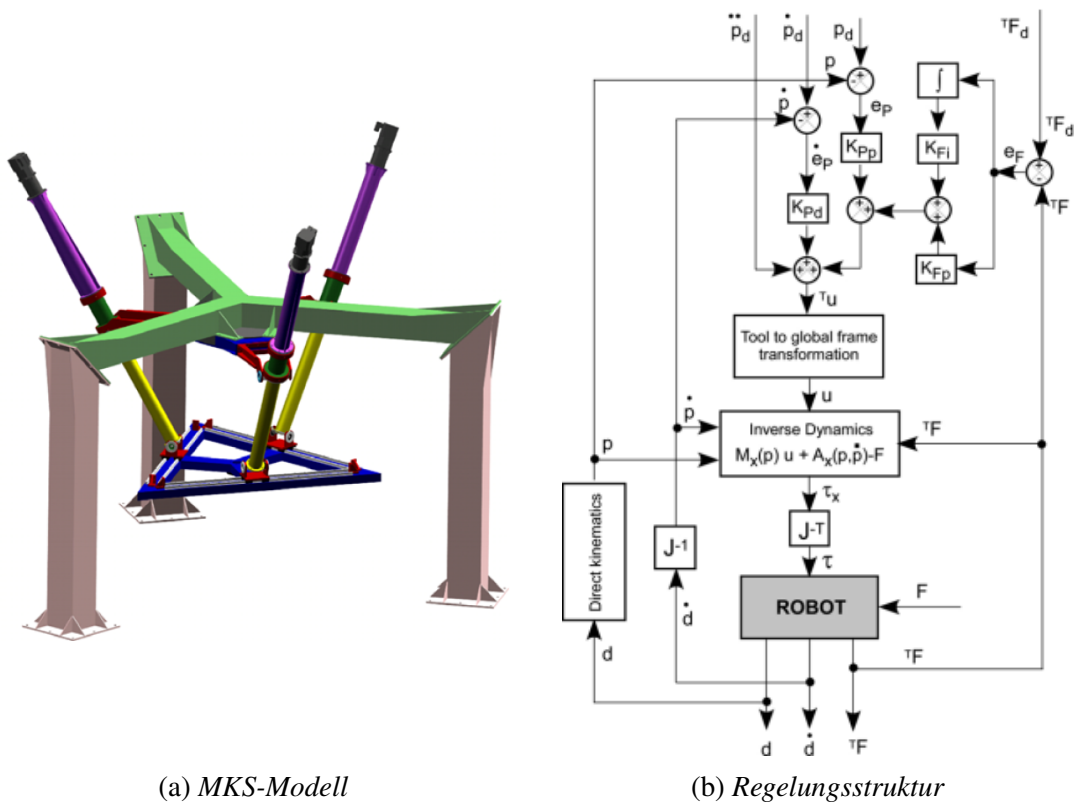 p̈d ṗd pd ᵀFd
p
ṗ eP ∫ ᵀFd
ėP KPp KFi eF
ᵀF
KPd
KFp
ᵀu
Tool to global frame
transformation
u
ṗ
Inverse Dynamics
ᵀF
p
Mx(p) u + Ax(p,ṗ)-F
τx
Direct kinematics
J-1
J-T
τ
ḋ
ROBOT
F
d
ᵀF
d ḋ ᵀF
(a) MKS-Modell
(b) Regelungsstruktur